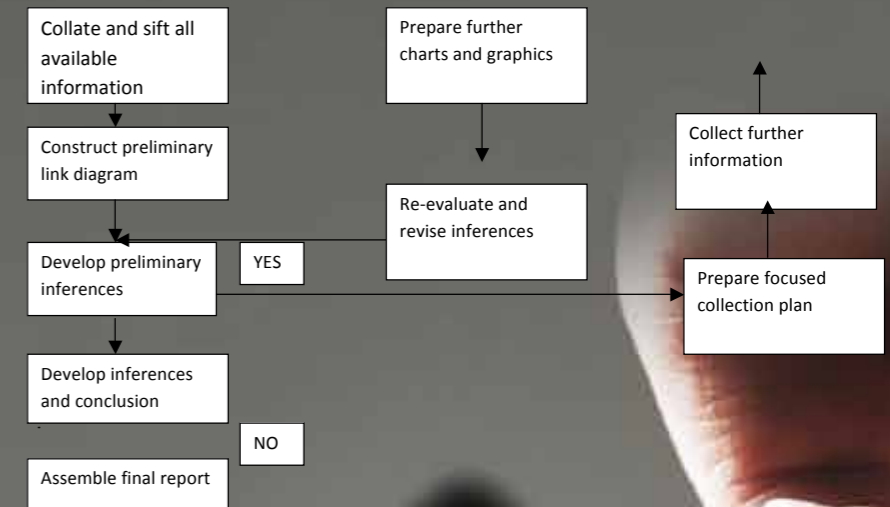 Collate and sift all
available
information
Construct preliminary
link diagram
Develop preliminary
inferences
YES
Develop inferences
and conclusion
NO
Assemble final report
Prepare further
charts and graphics
Re-evaluate and
revise inferences
Collect further
information
Prepare focused
collection plan